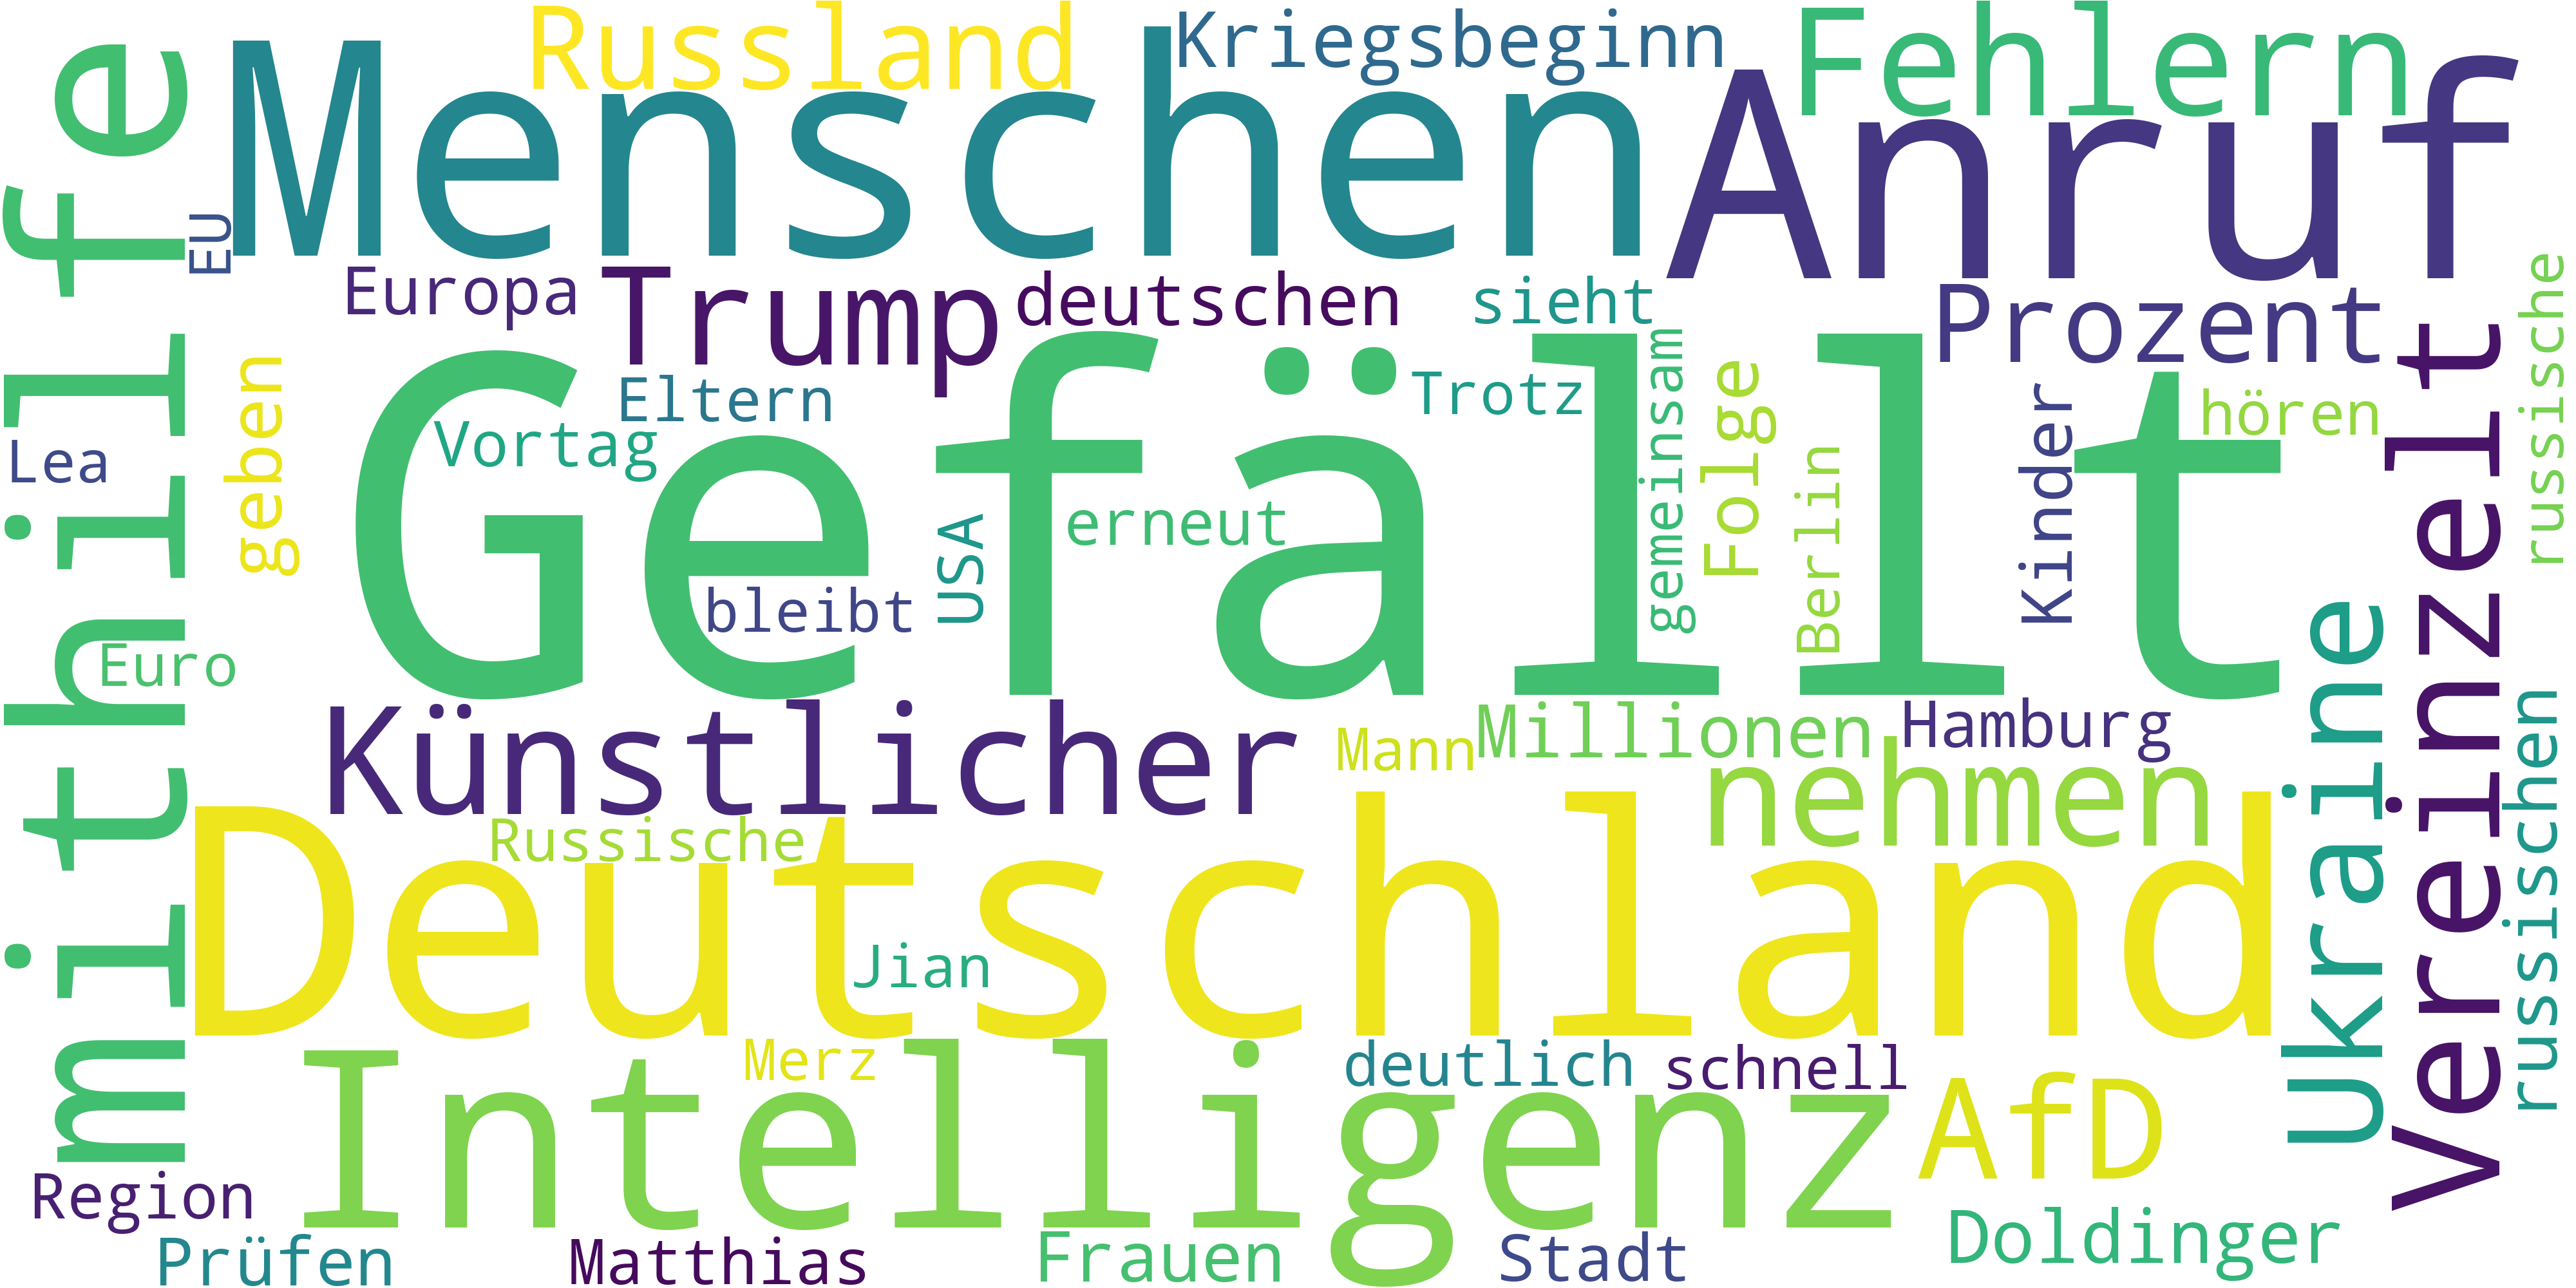 Russland
Kriegsbeginn
Fehlern
Menschen
Anruf
mithilfe
EU
Europa
Trump
deutschen
sieht
Prozent
russische
Eltern
Trotz
gemeinsam
Folge
Kinder
hören
Vortag
geben
Lea
Gefällt
erneut
USA
Berlin
bleibt
Vereinzelt
Euro
Ukraine
russischen
Künstlicher
Mann
Millionen
Hamburg
nehmen
Russische
Deutschland
Jian
Merz
deutlich
schnell
Intelligenz
AfD
Region
Prüfen
Matthias
Frauen
Stadt
Doldinger